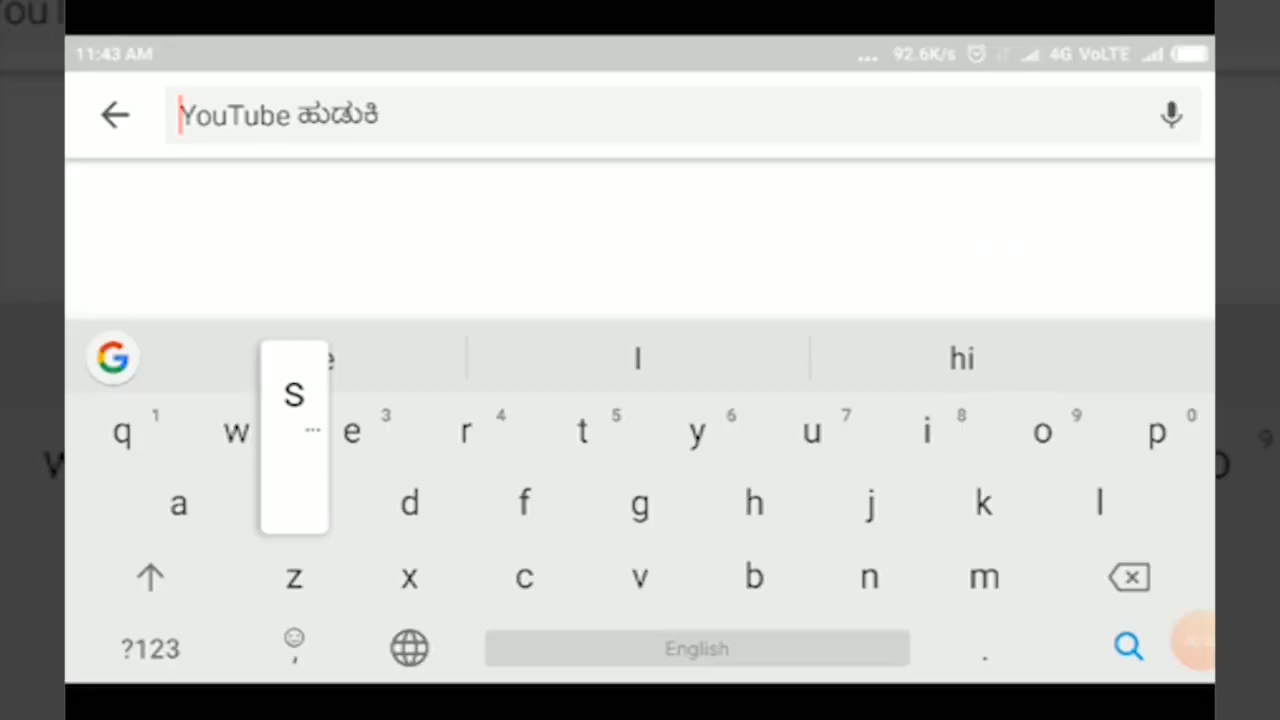 11:43 AM ... 92.6K/s 4G VoLTE
YouTube ಹುಡುಕಿ
I hi
S
q 1 w e 3 r 4 t 5 y 6 u 7 i 8 o 9 p 0
a d f g h j k l
z x c v b n m
?123 , English .